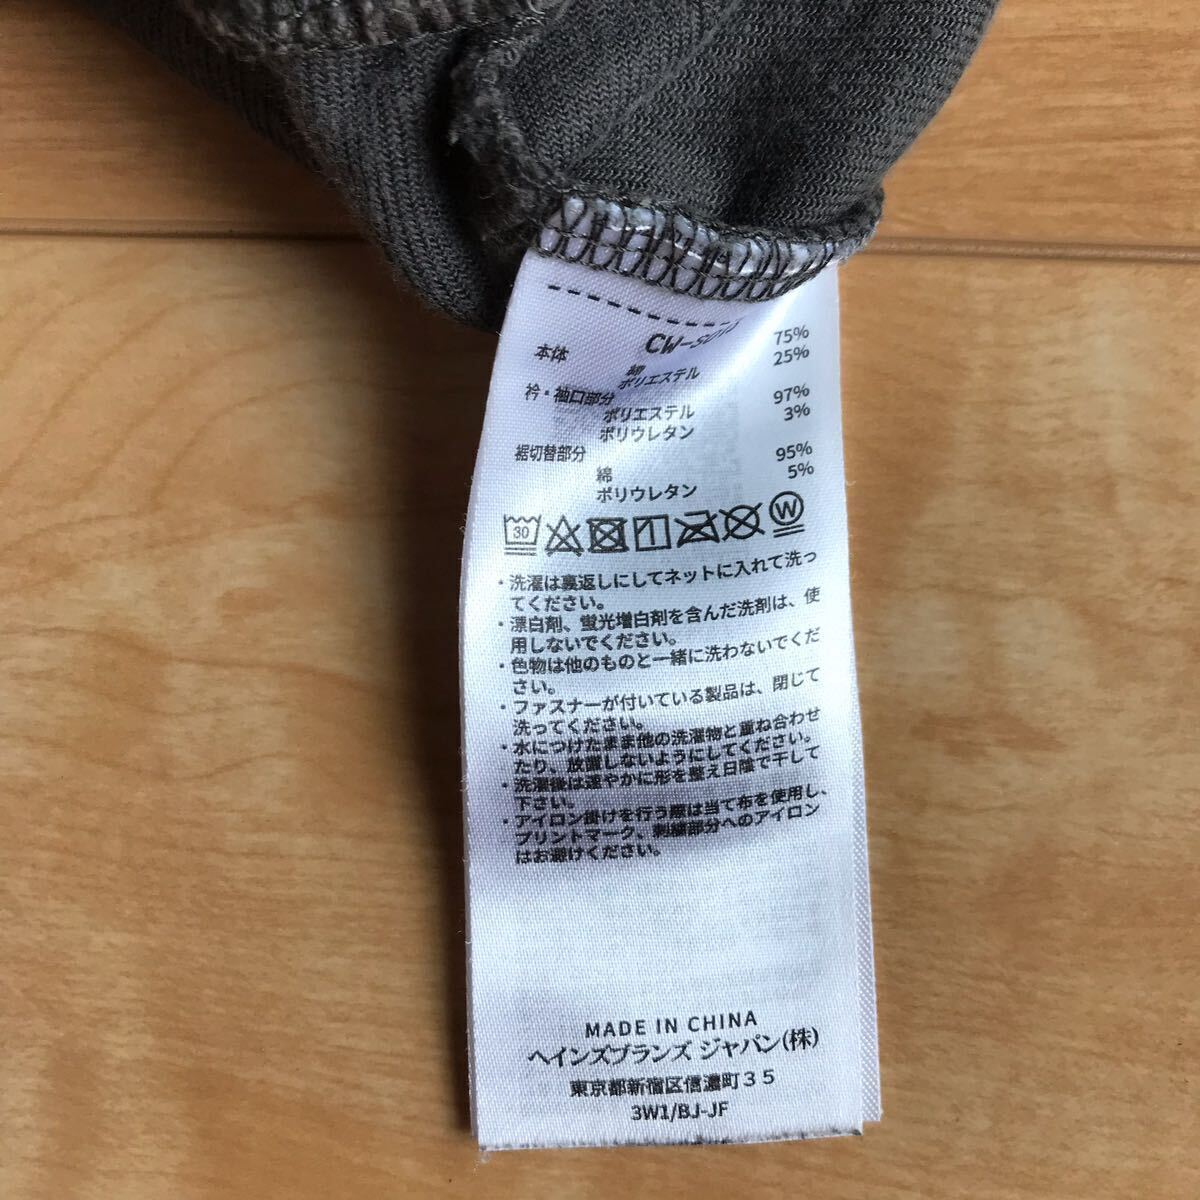 本体
綿 75%
ポリエステル 25%
衿・袖口部分
ポリエステル 97%
ポリウレタン 3%
裾切替部分
綿 95%
ポリウレタン 5%
30
W
・洗濯は裏返しにしてネットに入れて洗っ
てください。
・漂白剤、蛍光増白剤を含んだ洗剤は、使
用しないでください。
・色物は他のものと一緒に洗わないでくだ
さい。
・ファスナーが付いている製品は、閉じて
洗ってください。
・水につけたまま他の洗濯物と重ね合わせ
たり、放置しないようにしてください。
・洗濯後は速やかに形を整え日陰で干して
下さい。
・アイロン掛けを行う際は当て布を使用し、
プリントマーク、刺繍部分へのアイロン
はお避けください。
MADE IN CHINA
ヘインズブランズ ジャパン(株)
東京都新宿区信濃町３５
3W1/BJ-JF